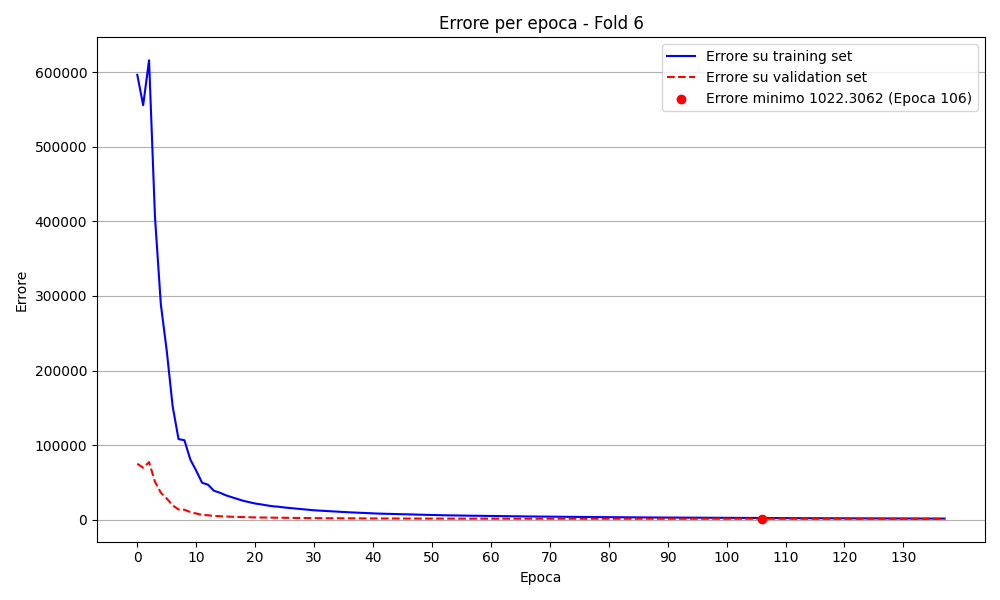 Errore per epoca - Fold 6
Errore su training set
Errore su validation set
Errore minimo 1022.3062 (Epoca 106)
Errore
600000
500000
400000
300000
200000
100000
0
0 10 20 30 40 50 60 70 80 90 100 110 120 130
Epoca